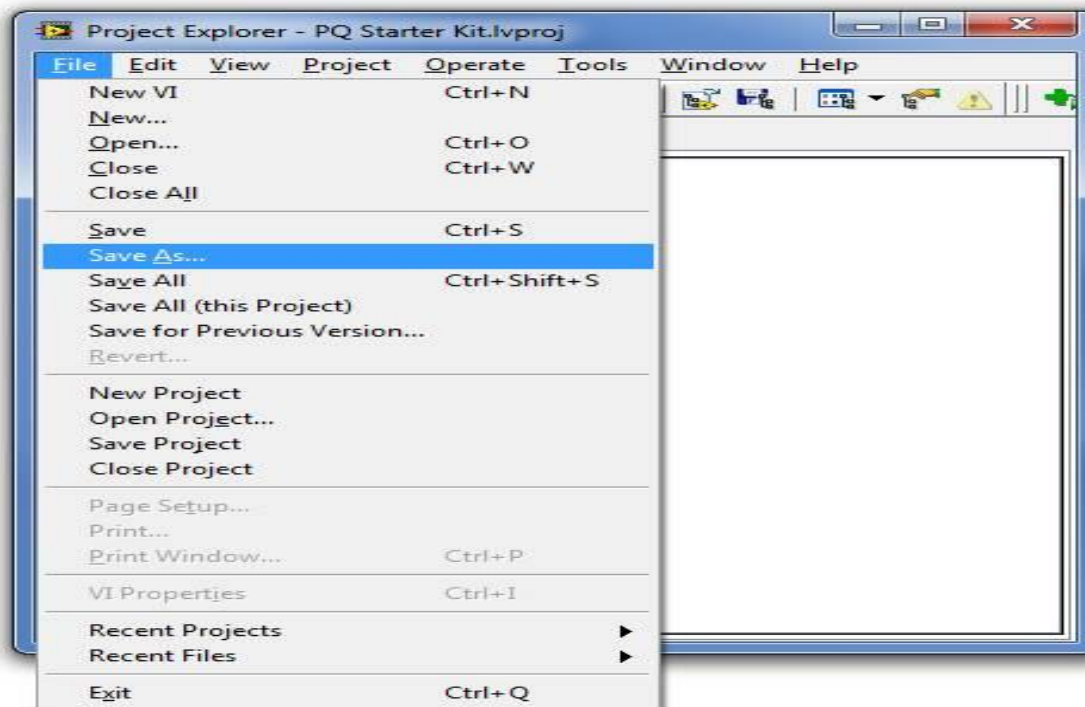 Project Explorer - PQ Starter Kit.lvproj
File Edit View Project Operate Tools Window Help
New VI Ctrl+N
New...
Open... Ctrl+O
Close Ctrl+W
Close All
Save Ctrl+S
Save As...
Save All Ctrl+Shift+S
Save All (this Project)
Save for Previous Version...
Revert...
New Project
Open Project...
Save Project
Close Project
Page Setup...
Print...
Print Window... Ctrl+P
VI Properties Ctrl+I
Recent Projects
Recent Files
Exit Ctrl+Q